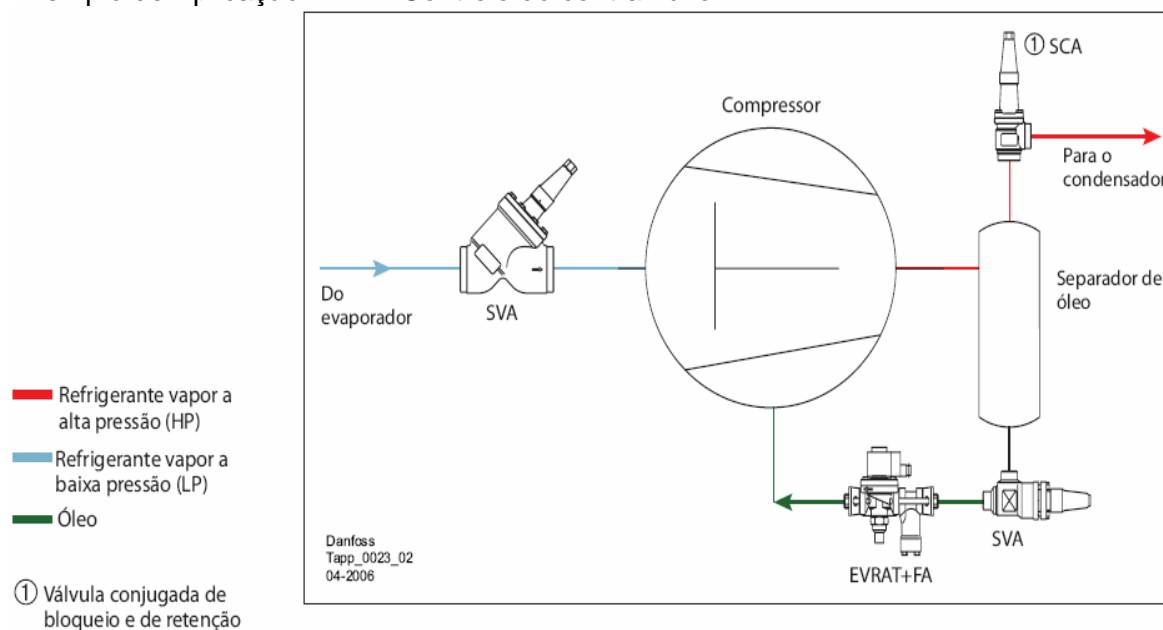 ① SCA
Compressor
Para o
condensador
Do
evaporador
SVA
Separador de
óleo
Refrigerante vapor a
alta pressão (HP)
Refrigerante vapor a
baixa pressão (LP)
Óleo
Danfoss
Tapp_0023_02
04-2006
EVRAT+FA
SVA
① Válvula conjugada de
bloqueio e de retenção